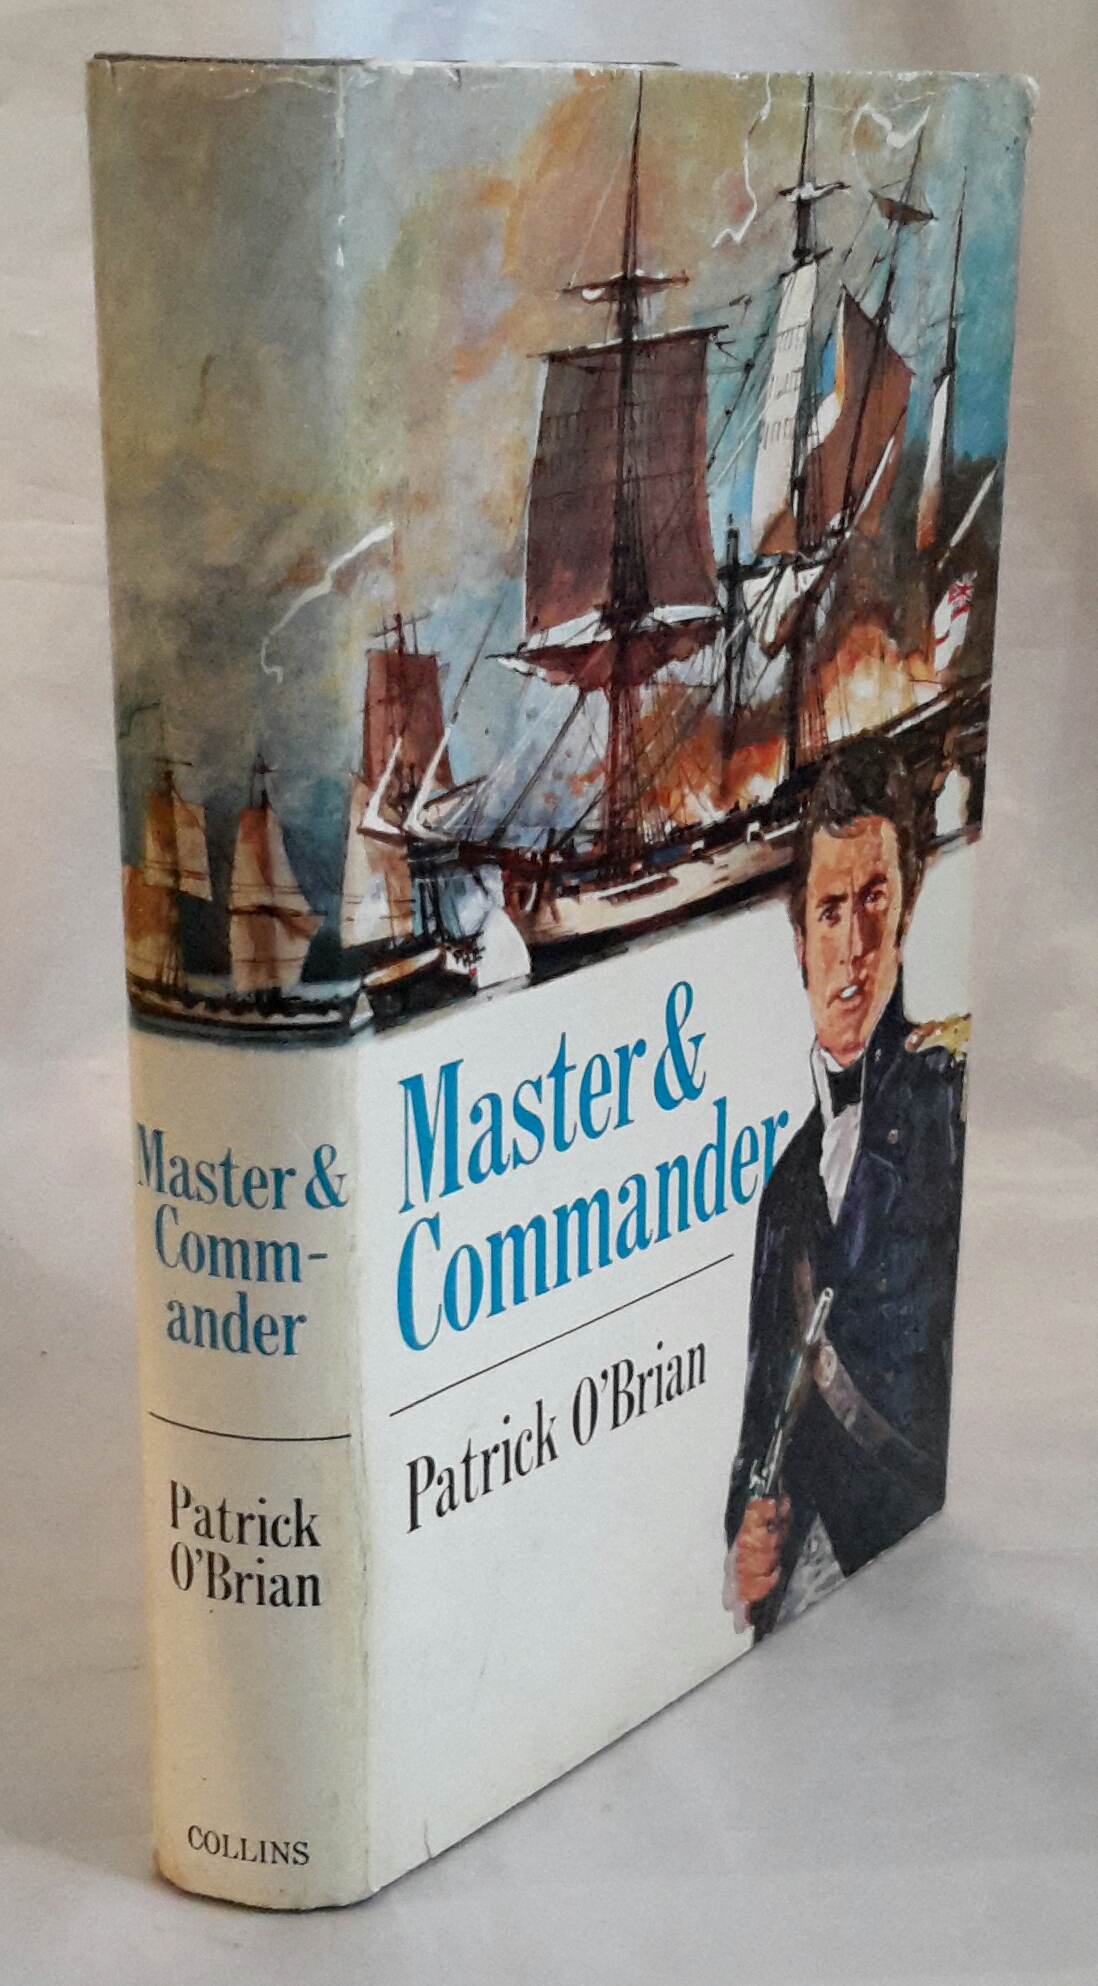 Master &
Comm-
ander
Patrick
O'Brian
COLLINS
Master &
Commander
Patrick O'Brian